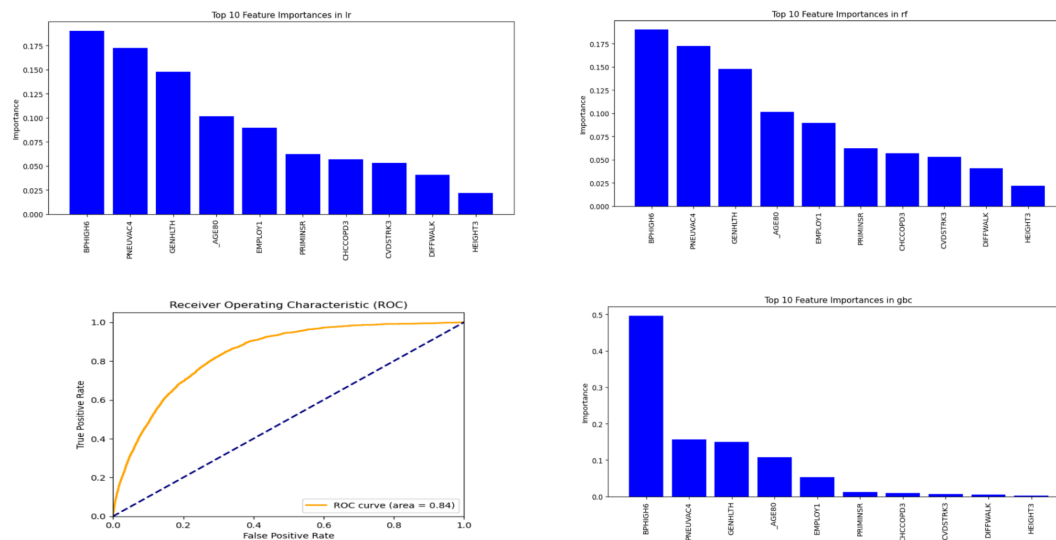 Top 10 Feature Importances in lr
Importance
0.175
0.150
0.125
0.100
0.075
0.050
0.025
0.000
BPHIGH6
PNEUVAC4
GENHLTH
_AGE80
EMPLOY1
PRIMINSR
CHCCOPD3
CVDSTRK3
DIFFWALK
HEIGHT3
Top 10 Feature Importances in rf
Importance
0.175
0.150
0.125
0.100
0.075
0.050
0.025
0.000
BPHIGH6
PNEUVAC4
GENHLTH
_AGE80
EMPLOY1
PRIMINSR
CHCCOPD3
CVDSTRK3
DIFFWALK
HEIGHT3
Receiver Operating Characteristic (ROC)
True Positive Rate
1.0
0.8
0.6
0.4
0.2
0.0
ROC curve (area = 0.84)
0.0 0.2 0.4 0.6 0.8 1.0
False Positive Rate
Top 10 Feature Importances in gbc
Importance
0.5
0.4
0.3
0.2
0.1
0.0
BPHIGH6
PNEUVAC4
GENHLTH
_AGE80
EMPLOY1
PRIMINSR
CHCCOPD3
CVDSTRK3
DIFFWALK
HEIGHT3